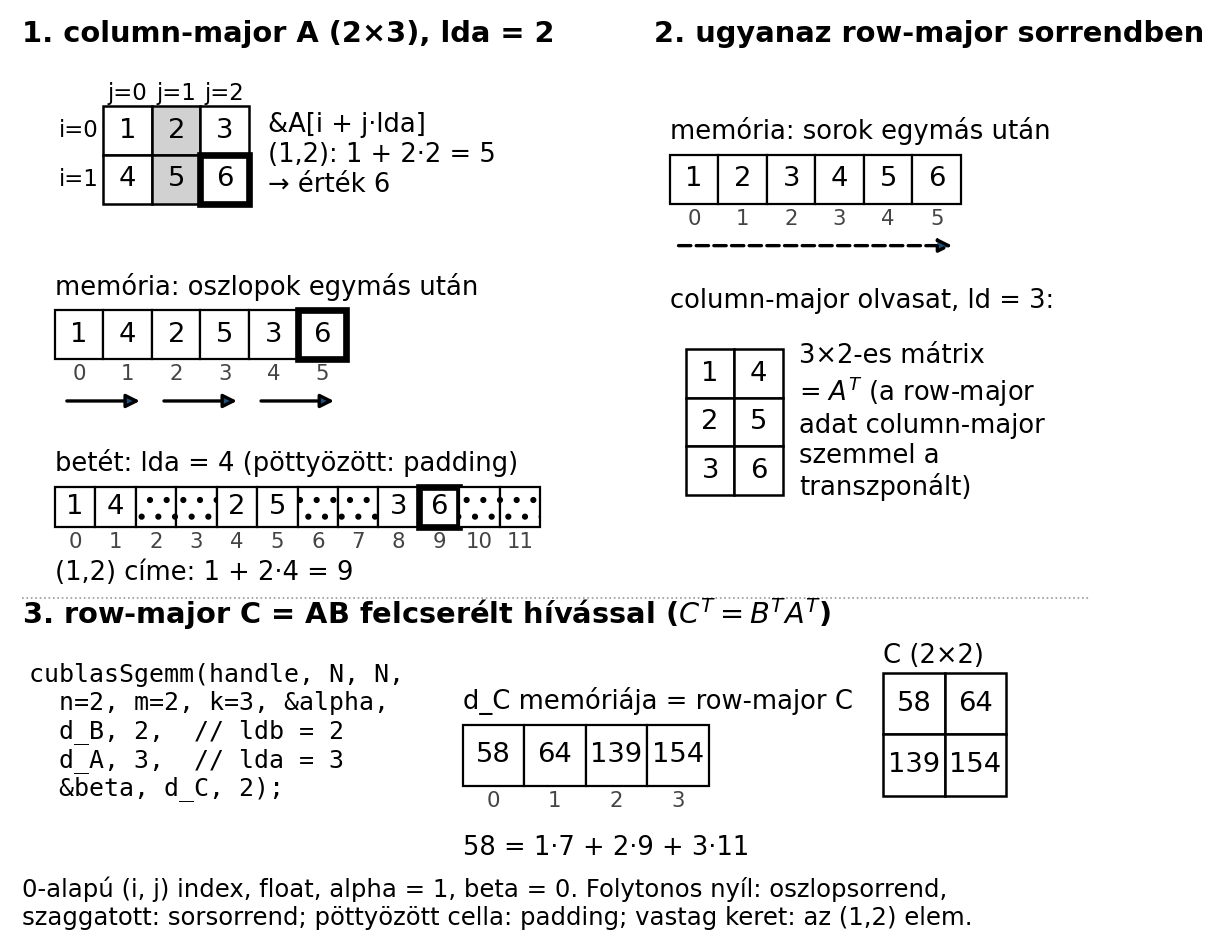 1. column-major A (2×3), lda = 2
j=0 j=1 j=2
i=0 1 2 3
i=1 4 5 6
&A[i + j·lda]
(1,2): 1 + 2·2 = 5
→ érték 6
memória: oszlopok egymás után
1 4 2 5 3 6
0 1 2 3 4 5
betét: lda = 4 (pöttyözött: padding)
1 4 2 5 3 6
0 1 2 3 4 5 6 7 8 9 10 11
(1,2) címe: 1 + 2·4 = 9
2. ugyanaz row-major sorrendben
memória: sorok egymás után
1 2 3 4 5 6
0 1 2 3 4 5
column-major olvasat, ld = 3:
1 4
2 5
3 6
3×2-es mátrix
= A^T (a row-major
adat column-major
szemmel a
transzponált)
3. row-major C = AB felcserélt hívással (C^T = B^T A^T)
cublasSgemm(handle, N, N,
n=2, m=2, k=3, &alpha,
d_B, 2,  // ldb = 2
d_A, 3,  // lda = 3
&beta, d_C, 2);
d_C memóriája = row-major C
58 64 139 154
0 1 2 3
58 = 1·7 + 2·9 + 3·11
C (2×2)
58 64
139 154
0-alapú (i, j) index, float, alpha = 1, beta = 0. Folytonos nyíl: oszlopsorrend,
szaggatott: sorsorrend; pöttyözött cella: padding; vastag keret: az (1,2) elem.